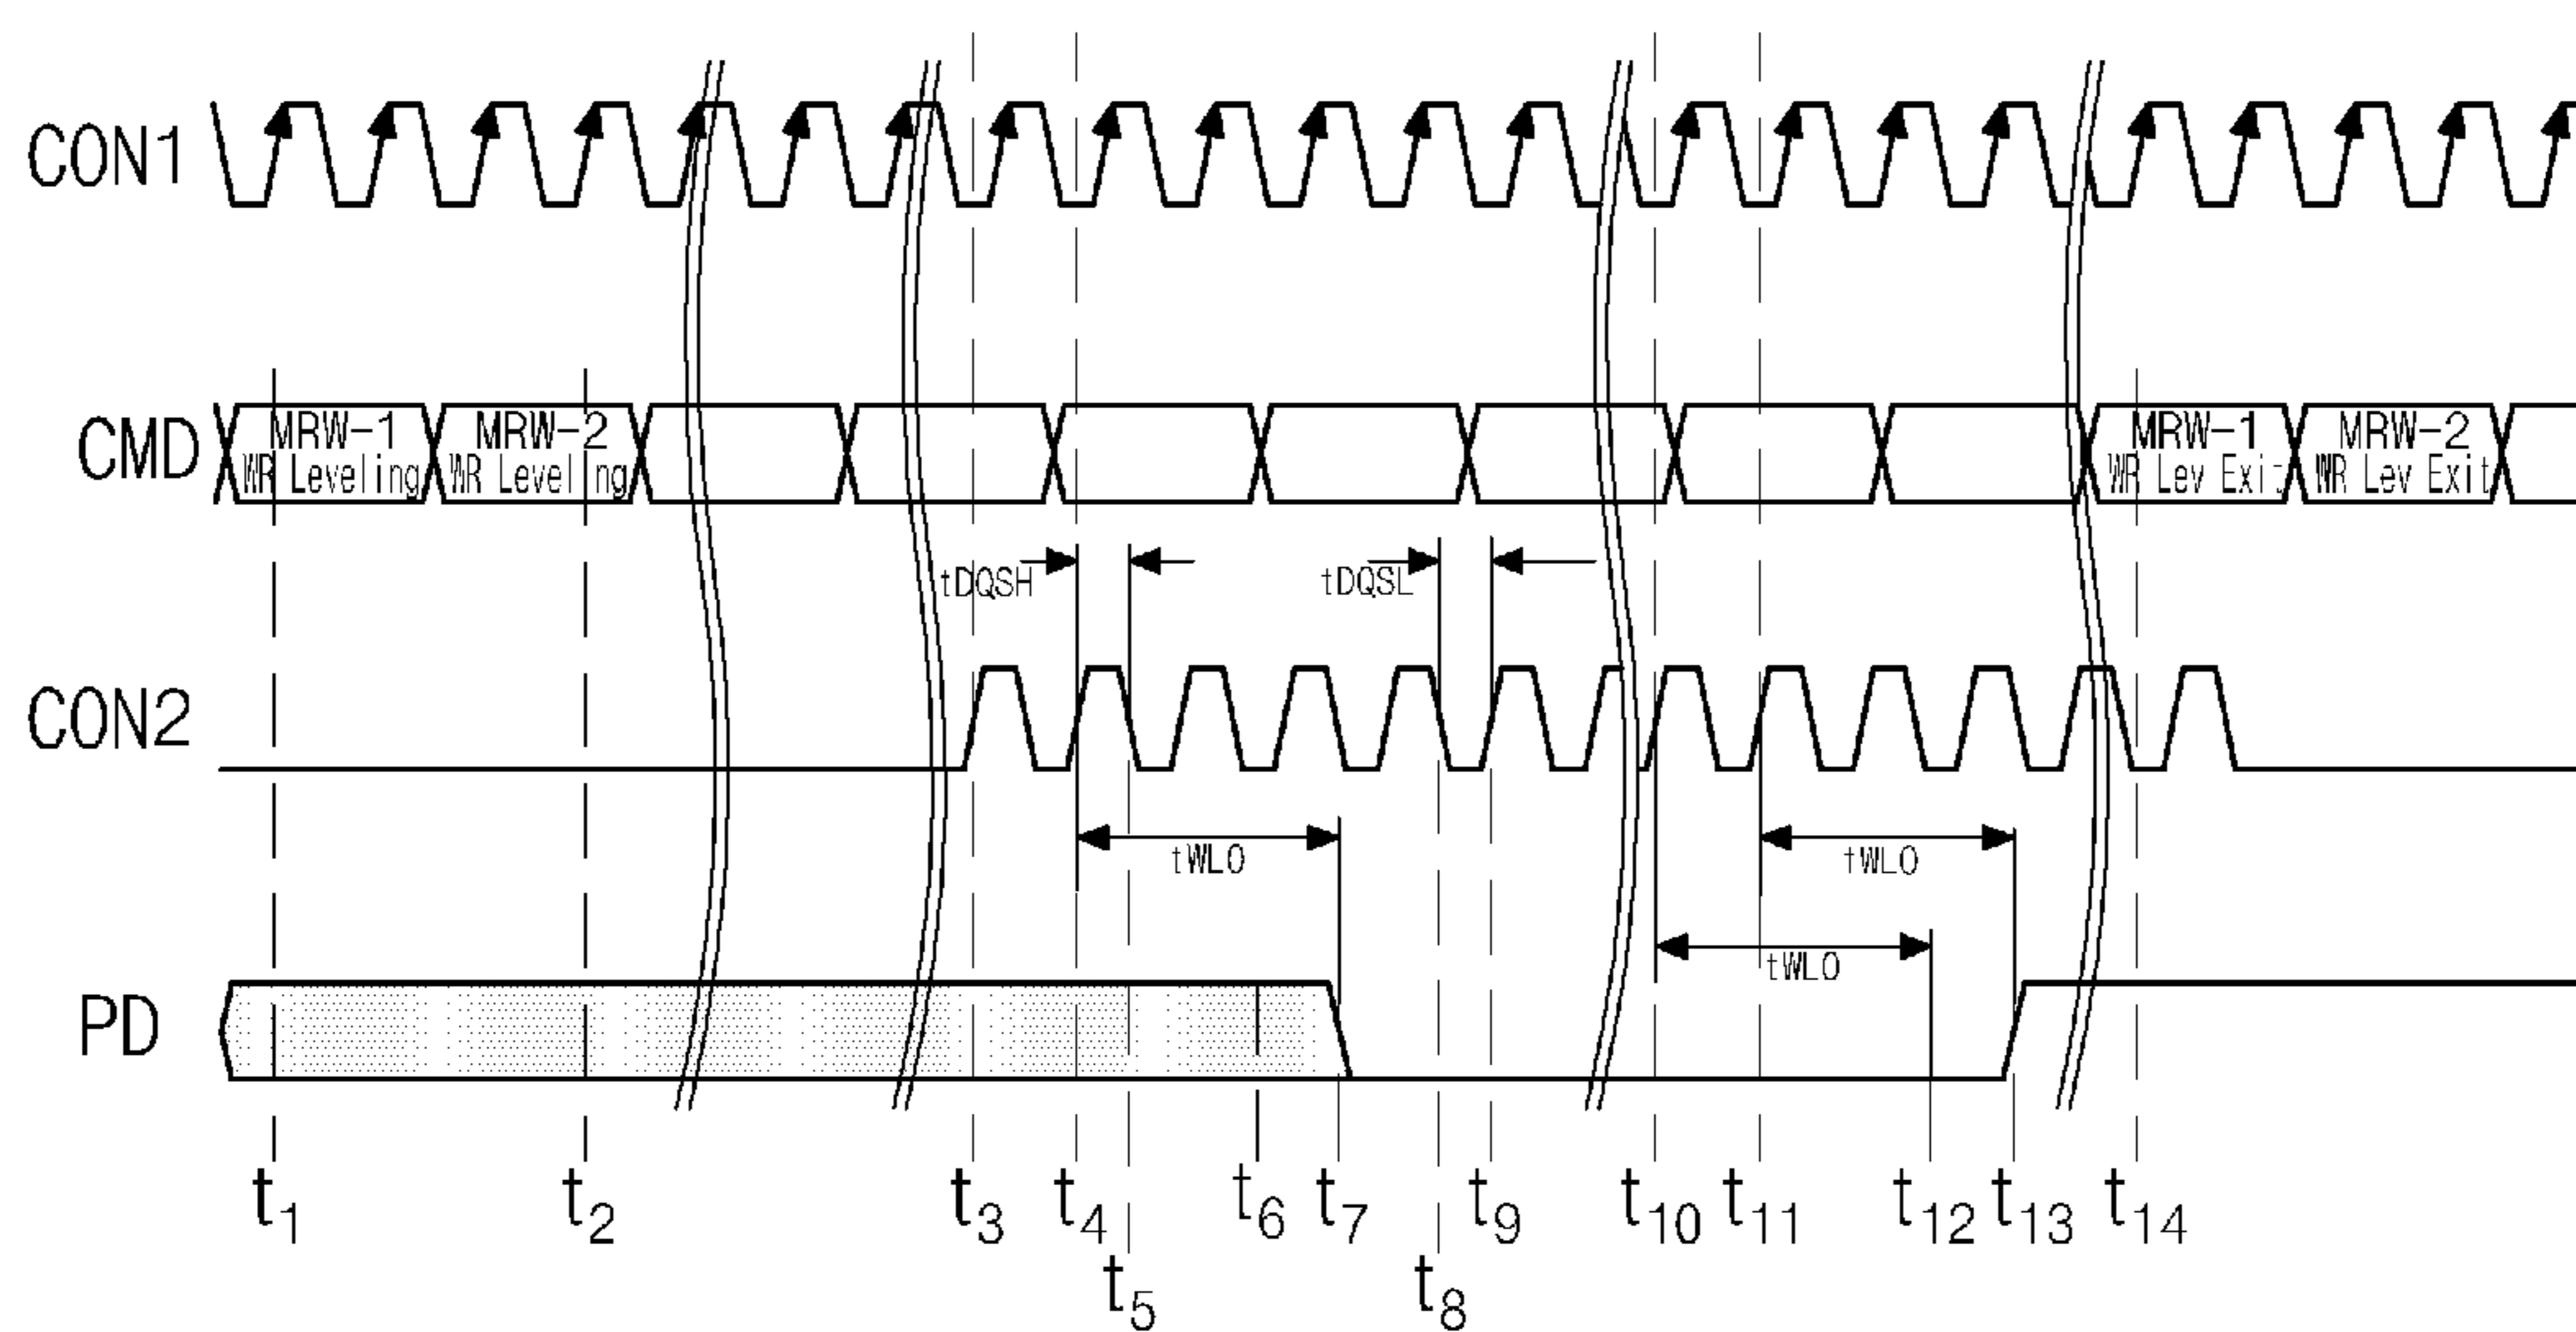 CON1
CMD
MRW-1
WR Leveling
MRW-2
WR Leveling
MRW-1
WR Lev Exit
MRW-2
WR Lev Exit
tDQSH
tDQSL
CON2
tWLO
tWLO
tWLO
PD
t1 t2 t3 t4 t6 t7 t9 t10 t11 t12 t13 t14
t5 t8